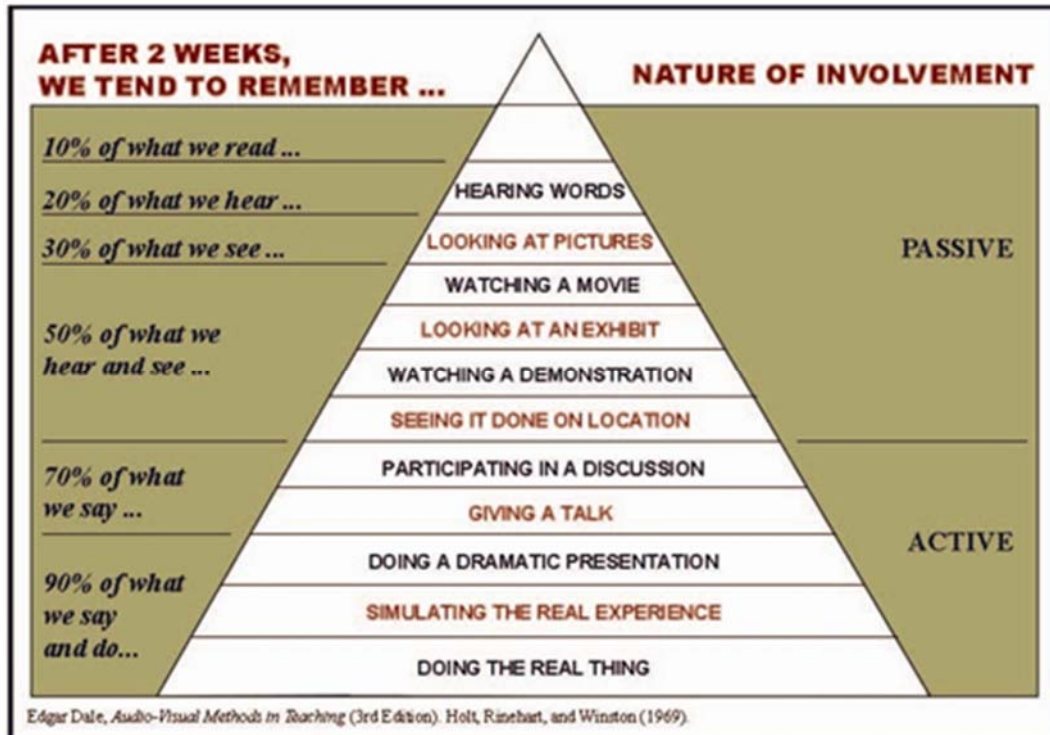 AFTER 2 WEEKS,
WE TEND TO REMEMBER ...
NATURE OF INVOLVEMENT
10% of what we read ...
20% of what we hear ...
30% of what we see ...
50% of what we
hear and see ...
70% of what
we say ...
90% of what
we say
and do...
HEARING WORDS
LOOKING AT PICTURES
WATCHING A MOVIE
LOOKING AT AN EXHIBIT
WATCHING A DEMONSTRATION
SEEING IT DONE ON LOCATION
PARTICIPATING IN A DISCUSSION
GIVING A TALK
DOING A DRAMATIC PRESENTATION
SIMULATING THE REAL EXPERIENCE
DOING THE REAL THING
PASSIVE
ACTIVE
Edgar Dale, Audio-Visual Methods in Teaching (3rd Edition). Holt, Rinehart, and Winston (1969).